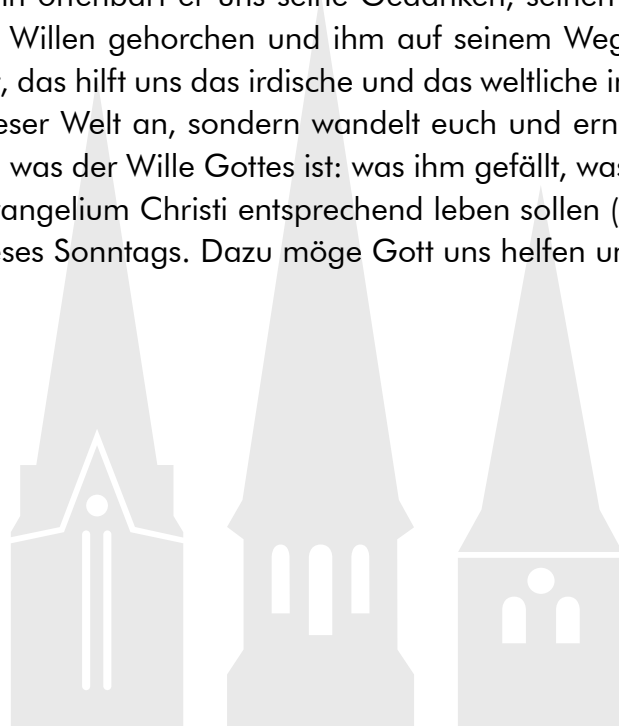 offenbart er uns seine Gedanken, seinen
Willen gehorchen und ihm auf seinem Weg
, das hilft uns das irdische und das weltliche
eser Welt an, sondern wandelt euch und ern
was der Wille Gottes ist: was ihm gefällt, was
angelium Christi entsprechend leben sollen (
eses Sonntags. Dazu möge Gott uns helfen un